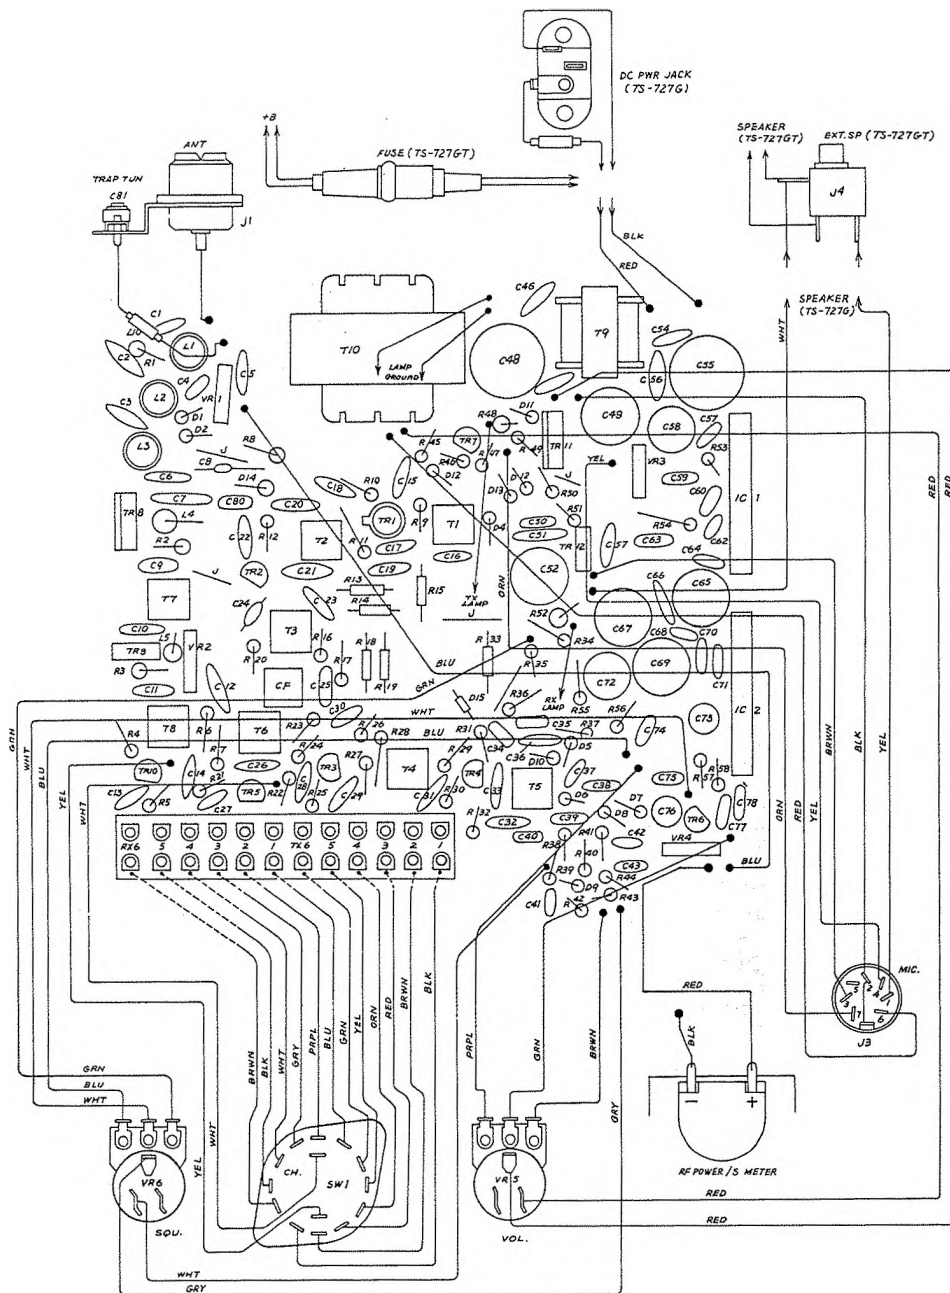 DC PWR JACK
(TS-727G)
+B
SPEAKER
(TS-727GT)
EXT.SP (TS-727GT)
ANT
FUSE (TS-727GT)
TRAP TUN
C81
J4
J1
BLK
RED
C46
SPEAKER
(TS-727G)
C1
L10
L1
T9
C54
WHT
C2
R1
T10
C48
C55
LAMP
GROUND
C5
C56
C4
L2
VR1
C49
C3
D1
D11
R48
C58
C57
D2
TR7
R45
R47
R49
TR11
R53
R8
L3
J
R46
YEL
VR3
C8
D12
D12
J
C6
D14
C18
R10
C15
D13
R50
C59
RED
RED
C7
C80
C20
C60
IC 1
TR8
L4
TR1
R9
T1
D4
R51
R54
C22
R12
T2
R11
C50
C62
R2
C17
C51
TR12
C57
C63
C16
C64
C9
J
TR2
C21
C19
ORN
C52
R13
R15
C66
C65
T7
C24
C23
R14
TX
LAMP
J
R52
C67
C10
T3
R16
R18
R33
R34
C68
C70
TR9
L5
VR2
R20
R17
R19
BLU
R35
C69
C71
R3
GRN
C72
C11
C12
CF
C25
D15
R36
RX
LAMP
R55
IC 2
C30
WHT
R56
C73
GRN
WHT
BLU
YEL
WHT
R4
T8
R6
T6
R23
R26
R28
BLU
R31
C34
C35
R37
C74
BRWN
BLK
YEL
R7
R24
R29
D10
D5
R58
ORN
RED
YEL
TR10
C14
R21
C26
TR3
R27
T4
TR4
T5
C37
C75
R57
C13
R5
TR5
R22
C28
R25
C29
C31
R30
C33
D6
C38
D7
C78
C27
D8
C76
TR6
C77
R32
C32
C39
C40
R38
R41
C42
VR4
RX6 5 4 3 2 1 TX6 5 4 3 2 1
R40
C43
BLU
R39
R44
D9
C41
R42
R43
BRWN
BLK
WHT
GRY
PRPL
BLU
GRN
YEL
ORN
RED
BRWN
BLK
PRPL
GRN
BRWN
GRY
RED
MIC.
5 2 4 1
3 7 6
J3
BLK
GRN
BLU
WHT
YEL
WHT
- +
CH.
SW1
VR6
VR5
RF POWER / S METER
SQU.
VOL.
RED
RED
WHT
GRY